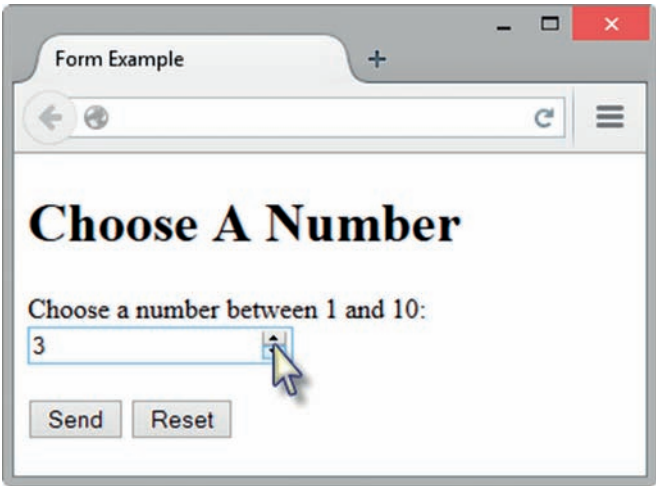 Form Example
Choose A Number
Choose a number between 1 and 10:
3
Send Reset